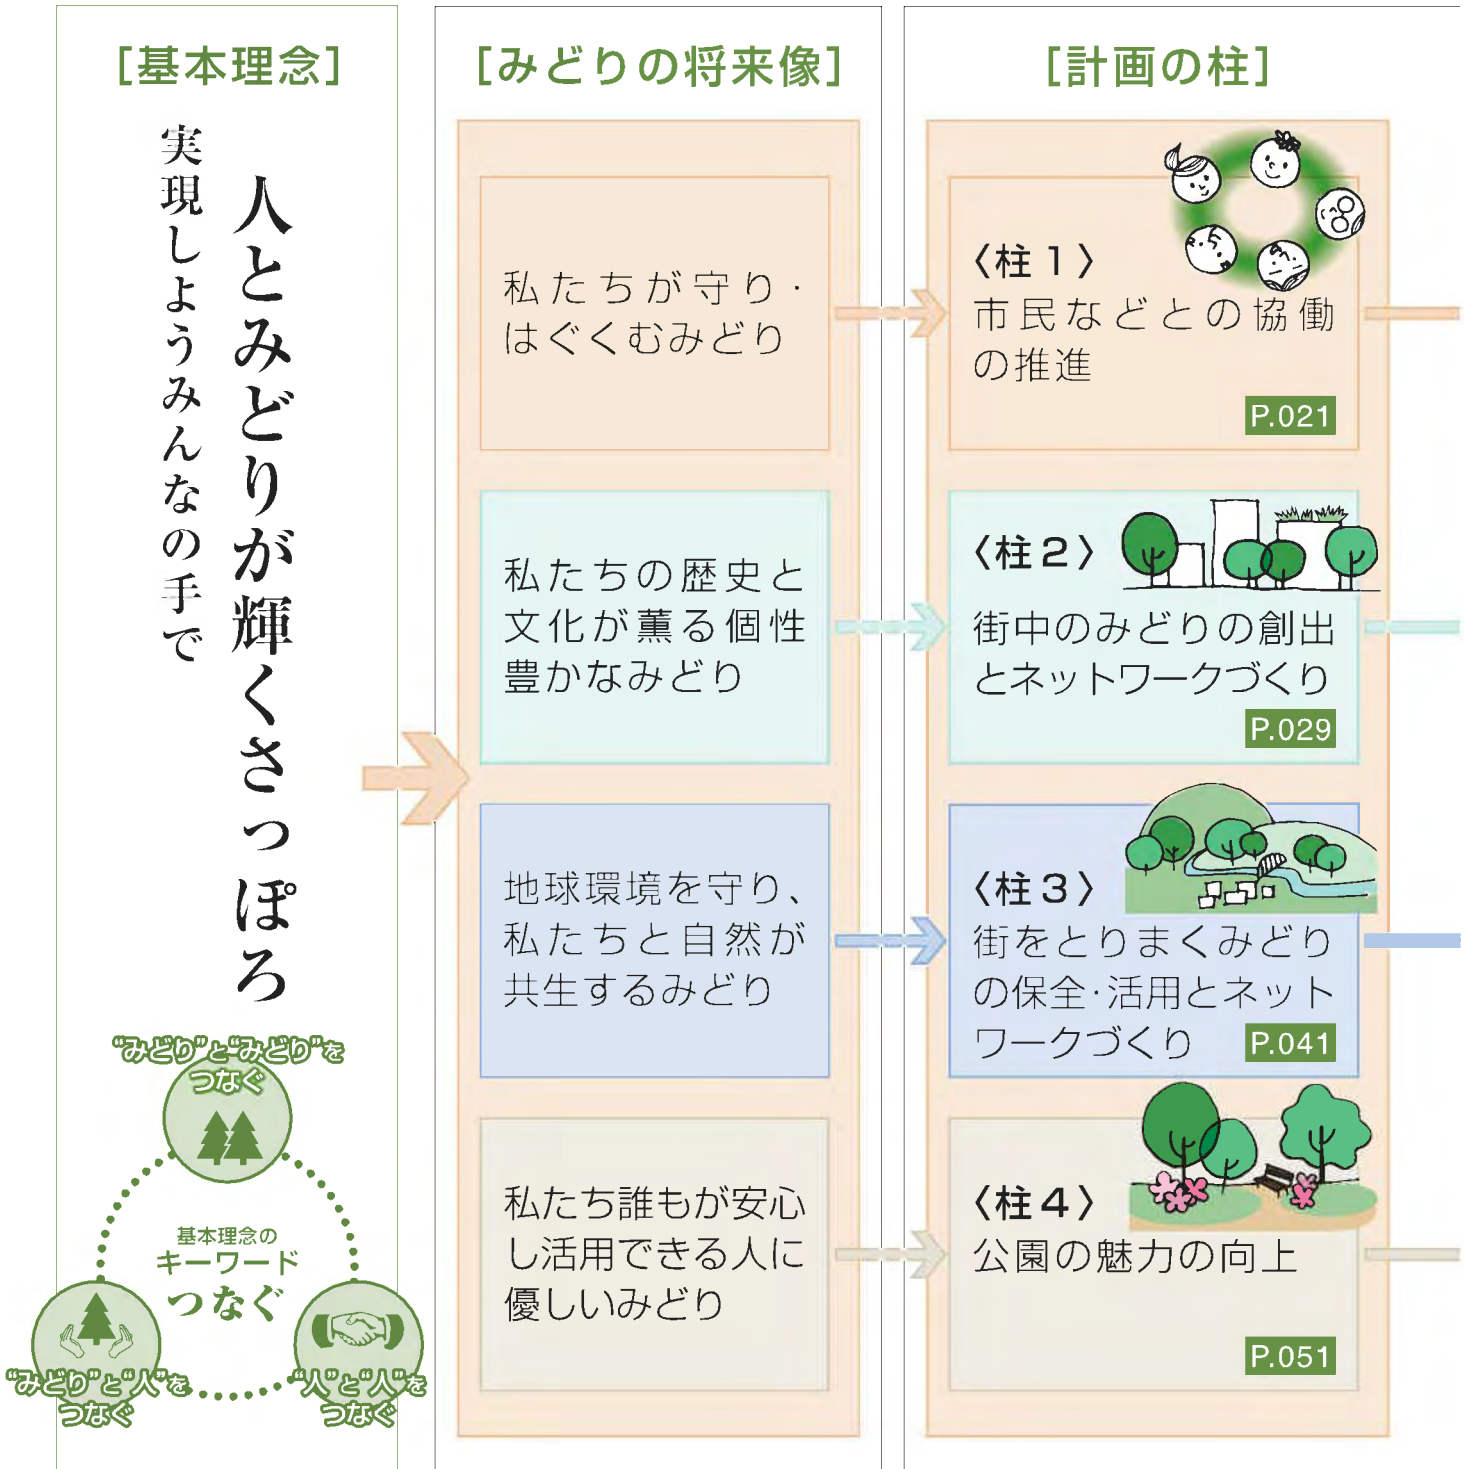 [基本理念]
人とみどりが輝くさっぽろ
実現しようみんなの手で
“みどり”と“みどり”を
つなぐ
基本理念の
キーワード
つなぐ
“みどり”と“人”を
つなぐ
“人”と“人”を
つなぐ
[みどりの将来像]
私たちが守り・
はぐくむみどり
私たちの歴史と
文化が薫る個性
豊かなみどり
地球環境を守り、
私たちと自然が
共生するみどり
私たち誰もが安心
し活用できる人に
優しいみどり
[計画の柱]
〈柱1〉
市民などとの協働
の推進
P.021
〈柱2〉
街中のみどりの創出
とネットワークづくり
P.029
〈柱3〉
街をとりまくみどり
の保全・活用とネット
ワークづくり
P.041
〈柱4〉
公園の魅力の向上
P.051